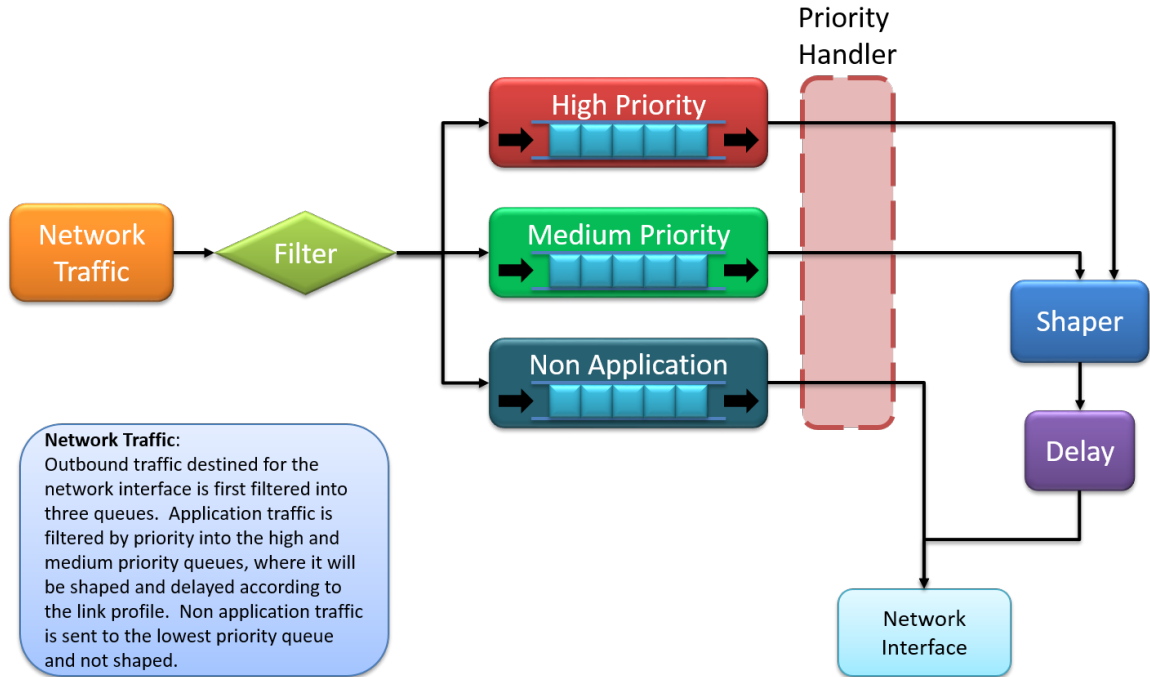 Priority
Handler
High Priority
Network
Traffic
Filter
Medium Priority
Shaper
Non Application
Delay
Network Traffic:
Outbound traffic destined for the
network interface is first filtered into
three queues.  Application traffic is
filtered by priority into the high and
medium priority queues, where it will
be shaped and delayed according to
the link profile.  Non application traffic
is sent to the lowest priority queue
and not shaped.
Network
Interface